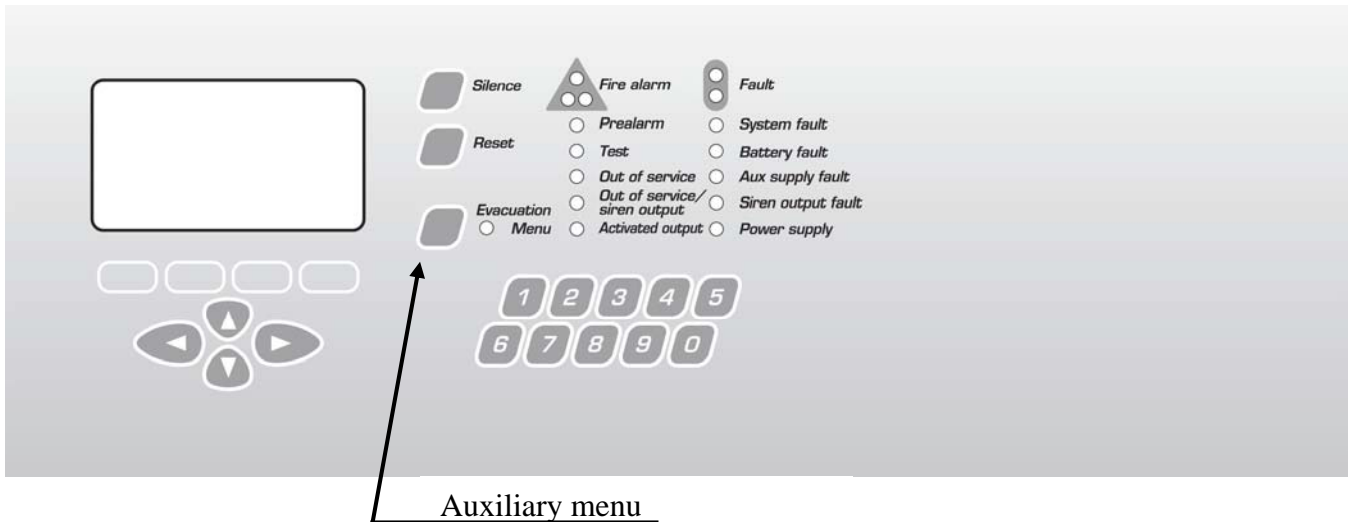 Silence
Fire alarm
Fault
Prealarm
System fault
Reset
Test
Battery fault
Out of service
Aux supply fault
Evacuation
Menu
Out of service/
siren output
Siren output fault
Activated output
Power supply
1 2 3 4 5
6 7 8 9 0
Auxiliary menu